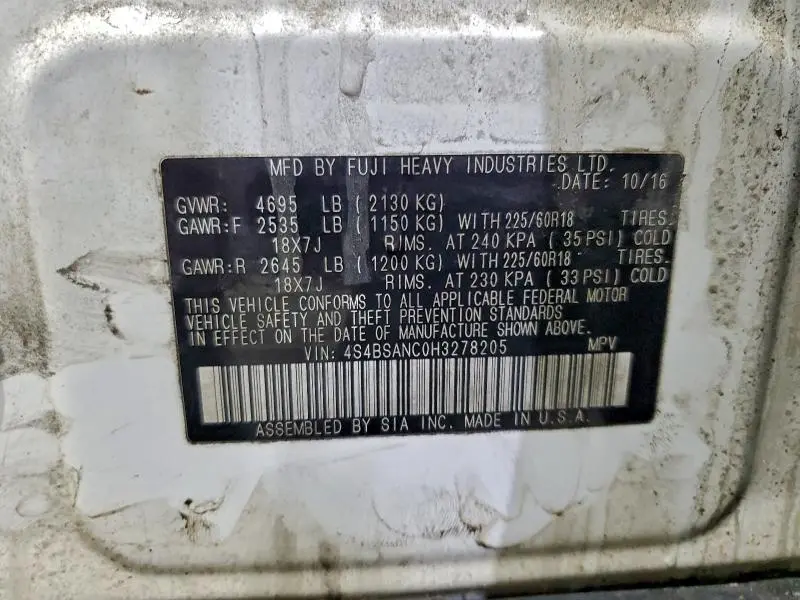 MFD BY FUJI HEAVY INDUSTRIES LTD.
DATE: 10/16
GVWR: 4695 LB ( 2130 KG)
GAWR:F 2535 LB ( 1150 KG) WITH 225/60R18 TIRES.
18X7J RIMS. AT 240 KPA ( 35 PSI) COLD
GAWR:R 2645 LB ( 1200 KG) WITH 225/60R18 TIRES.
18X7J RIMS. AT 230 KPA ( 33 PSI) COLD
THIS VEHICLE CONFORMS TO ALL APPLICABLE FEDERAL MOTOR
VEHICLE SAFETY AND THEFT PREVENTION STANDARDS
IN EFFECT ON THE DATE OF MANUFACTURE SHOWN ABOVE.
VIN: 4S4BSANC0H3278205 MPV
ASSEMBLED BY SIA INC. MADE IN U.S.A.